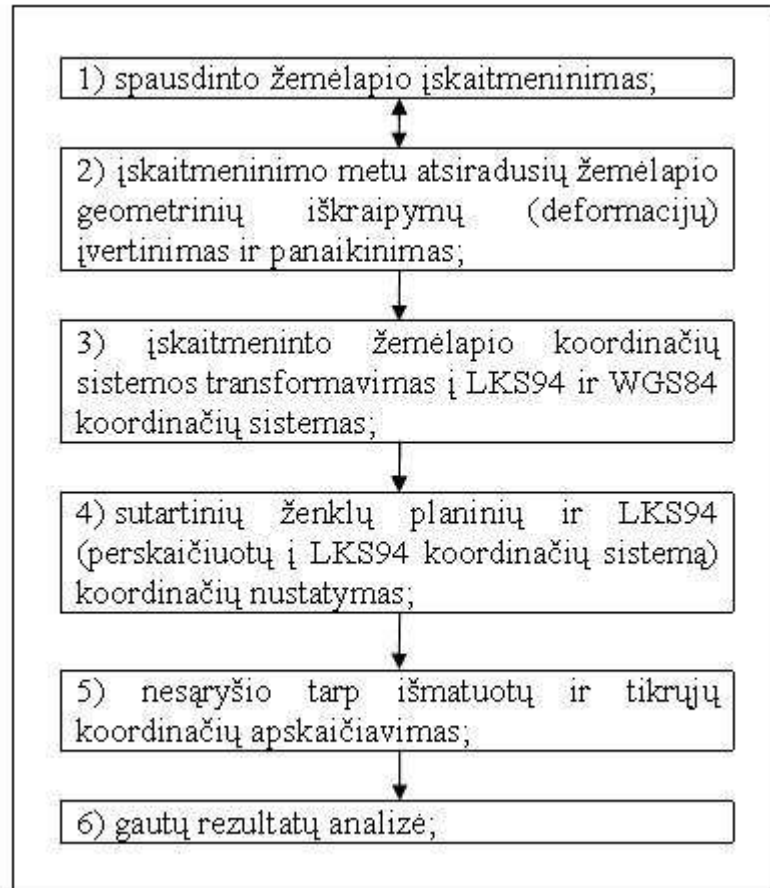 1) spausdinto žemėlapio įskaitmeninimas;
2) įskaitmeninimo metu atsiradusių žemėlapio
geometrinių iškraipymų (deformacijų)
įvertinimas ir panaikinimas;
3) įskaitmeninto žemėlapio koordinačių
sistemos transformavimas į LKS94 ir WGS84
koordinačių sistemas;
4) sutartinių ženklų planinių ir LKS94
(perskaičiuotų į LKS94 koordinačių sistemą)
koordinačių nustatymas;
5) nesąryšio tarp išmatuotų ir tikrųjų
koordinačių apskaičiavimas;
6) gautų rezultatų analizė;